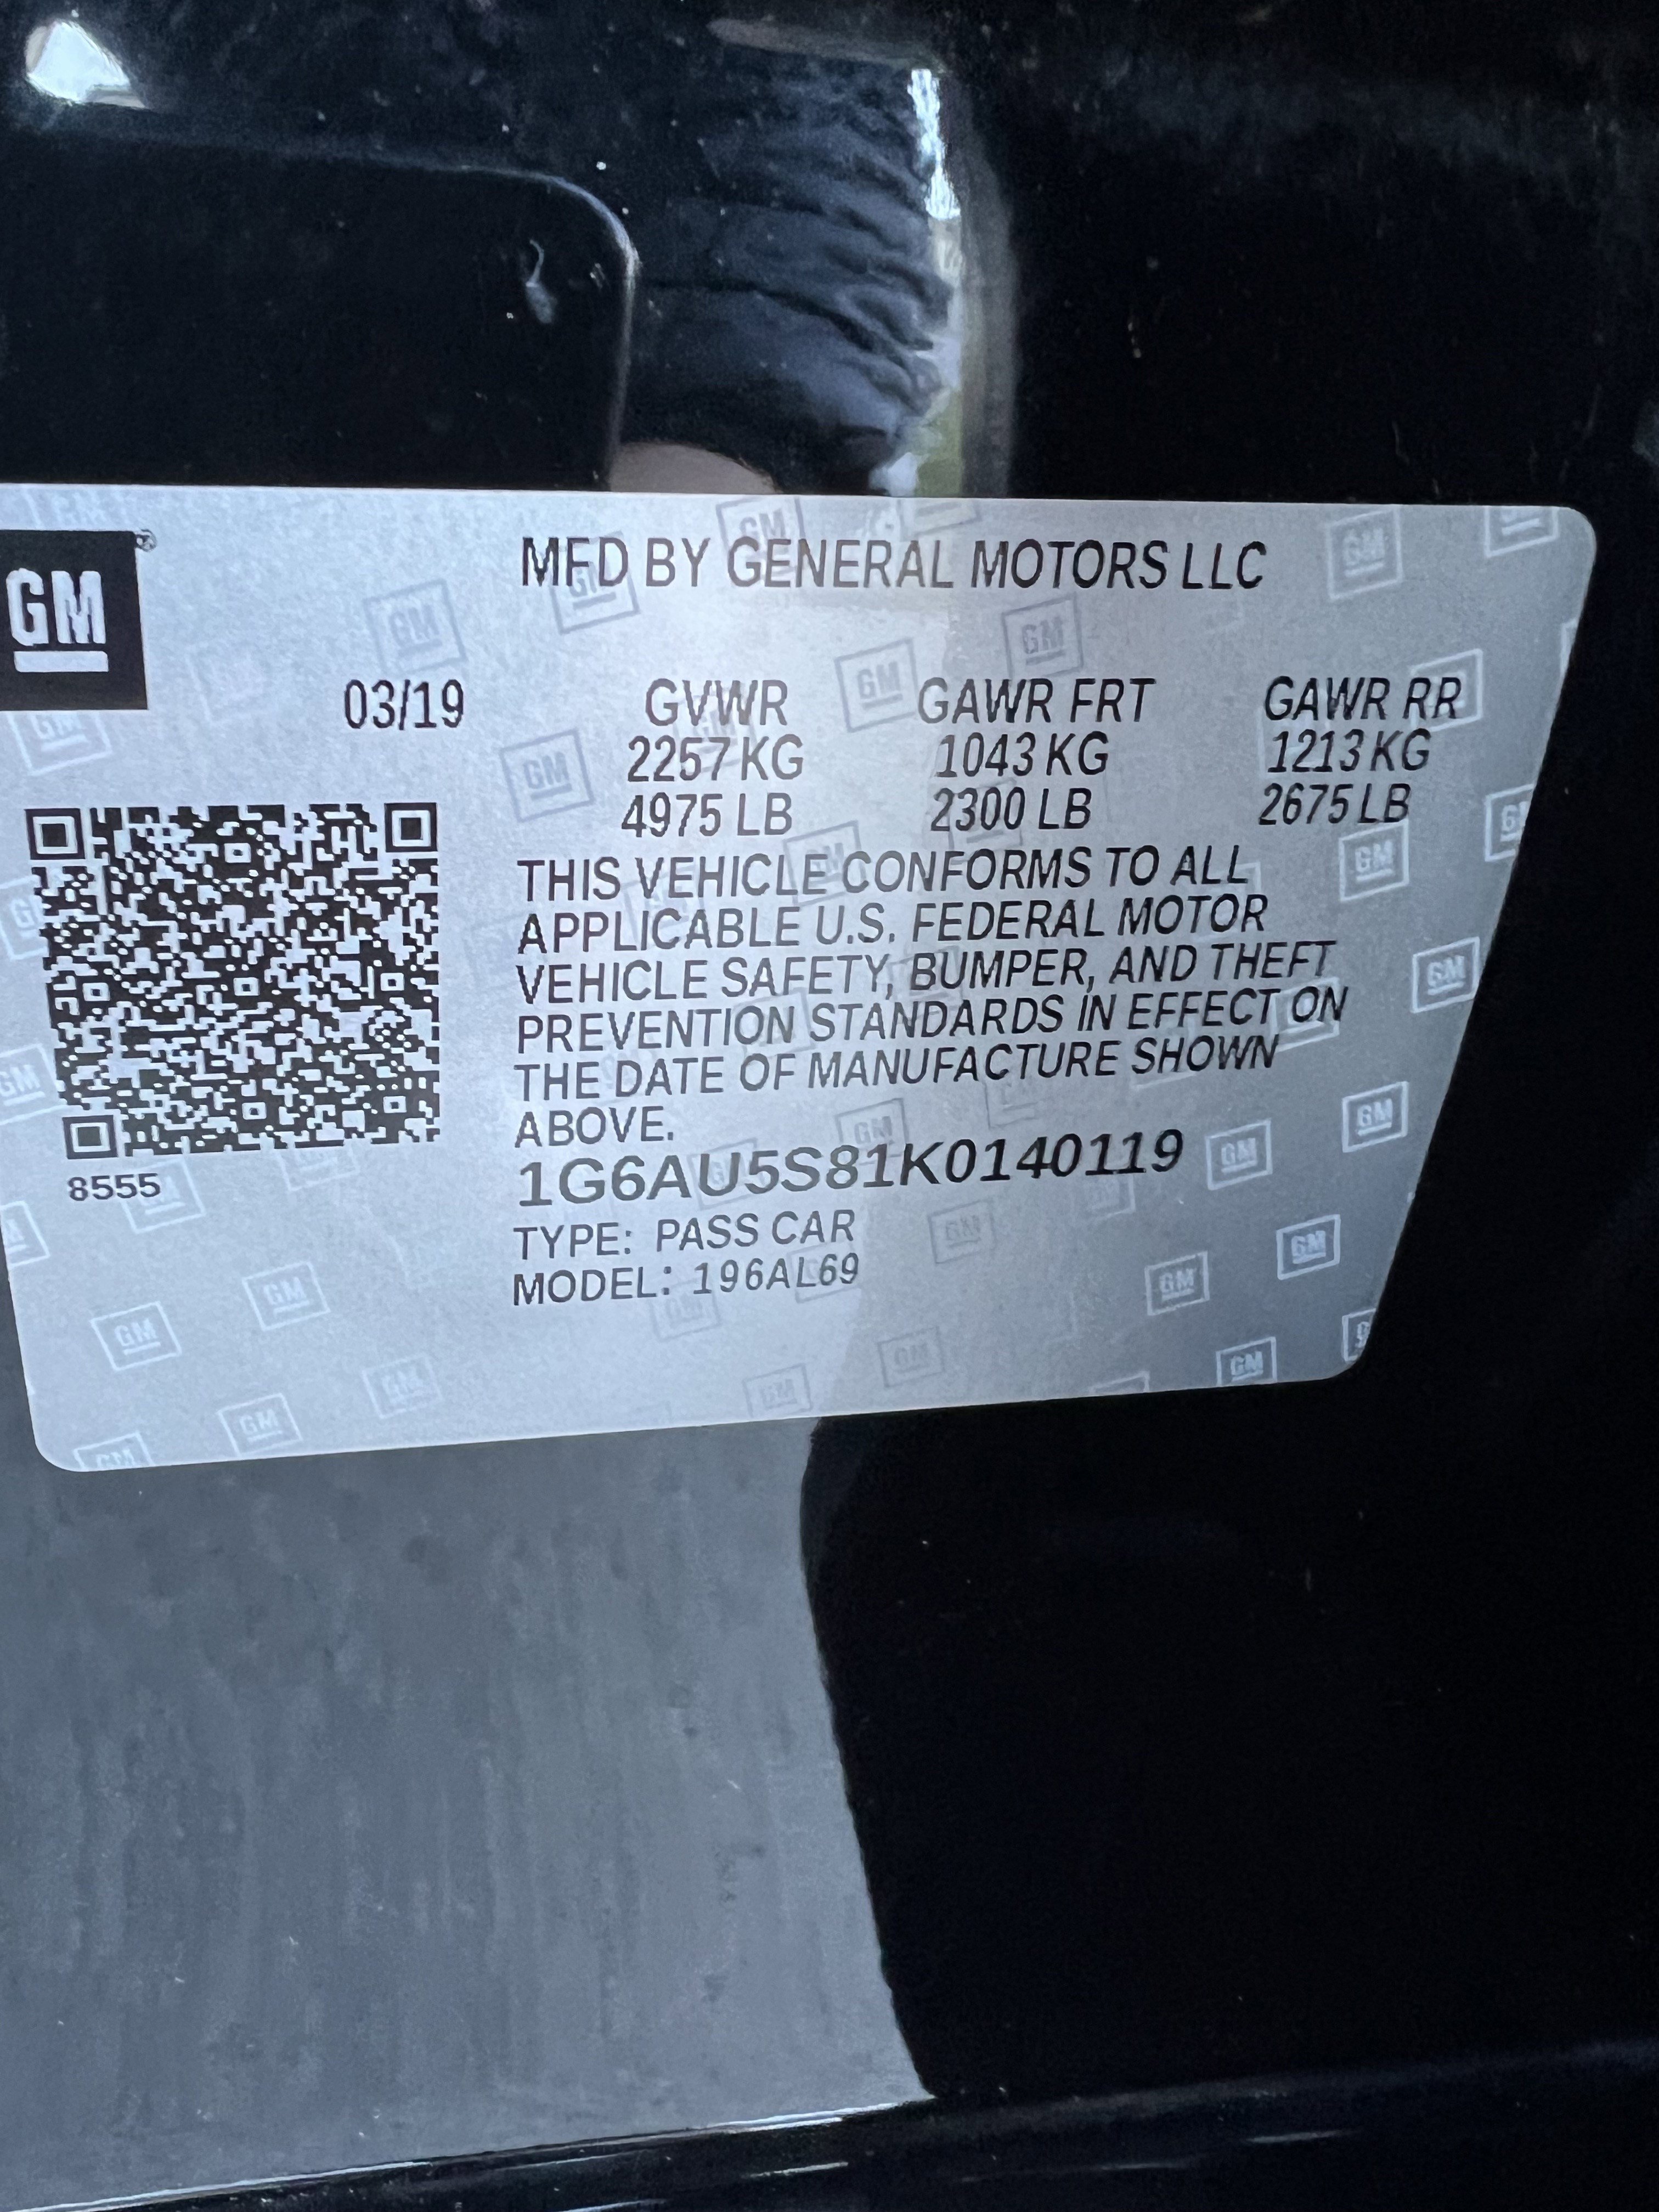 GM
MFD BY GENERAL MOTORS LLC
03/19 GVWR GAWR FRT GAWR RR
2257 KG 1043 KG 1213 KG
4975 LB 2300 LB 2675 LB
THIS VEHICLE CONFORMS TO ALL
APPLICABLE U.S. FEDERAL MOTOR
VEHICLE SAFETY, BUMPER, AND THEFT
PREVENTION STANDARDS IN EFFECT ON
THE DATE OF MANUFACTURE SHOWN
ABOVE.
8555
1G6AU5S81K0140119
TYPE: PASS CAR
MODEL: 196AL69